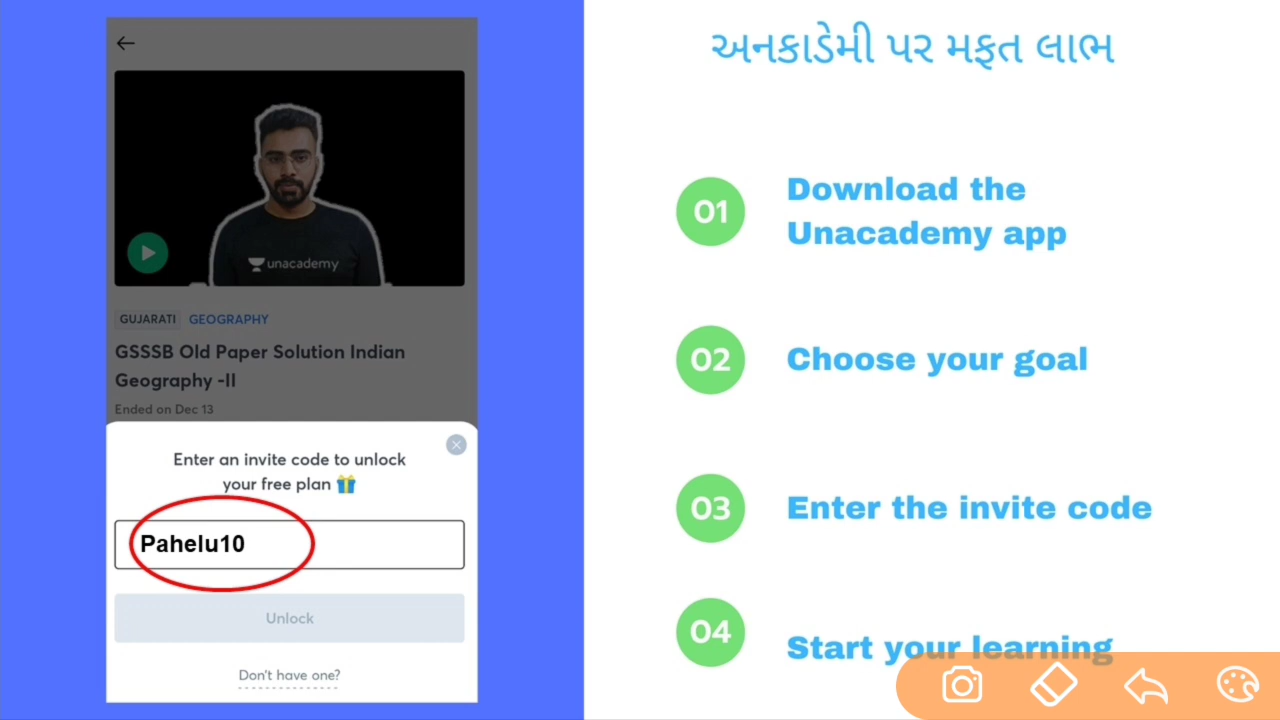 unacademy
GUJARATI GEOGRAPHY
GSSSB Old Paper Solution Indian
Geography -II
Ended on Dec 13
Enter an invite code to unlock
your free plan
Pahelu10
Unlock
Don't have one?
અનકાડેમી પર મફત લાભ
01
Download the
Unacademy app
02
Choose your goal
03
Enter the invite code
04
Start your learning